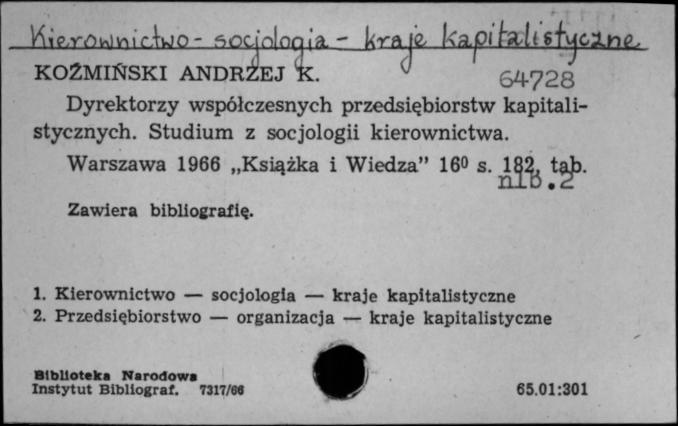 Kierownictwo - socjologia - kraje kapitalistyczne
KOŹMIŃSKI ANDRZEJ K.
64728
Dyrektorzy współczesnych przedsiębiorstw kapitali-
stycznych. Studium z socjologii kierownictwa.
Warszawa 1966 „Książka i Wiedza” 16⁰ s. 182, tab.
nlb.2
Zawiera bibliografię.
1. Kierownictwo — socjologia — kraje kapitalistyczne
2. Przedsiębiorstwo — organizacja — kraje kapitalistyczne
Biblioteka Narodowa
Instytut Bibliograf. 7317/66
65.01:301